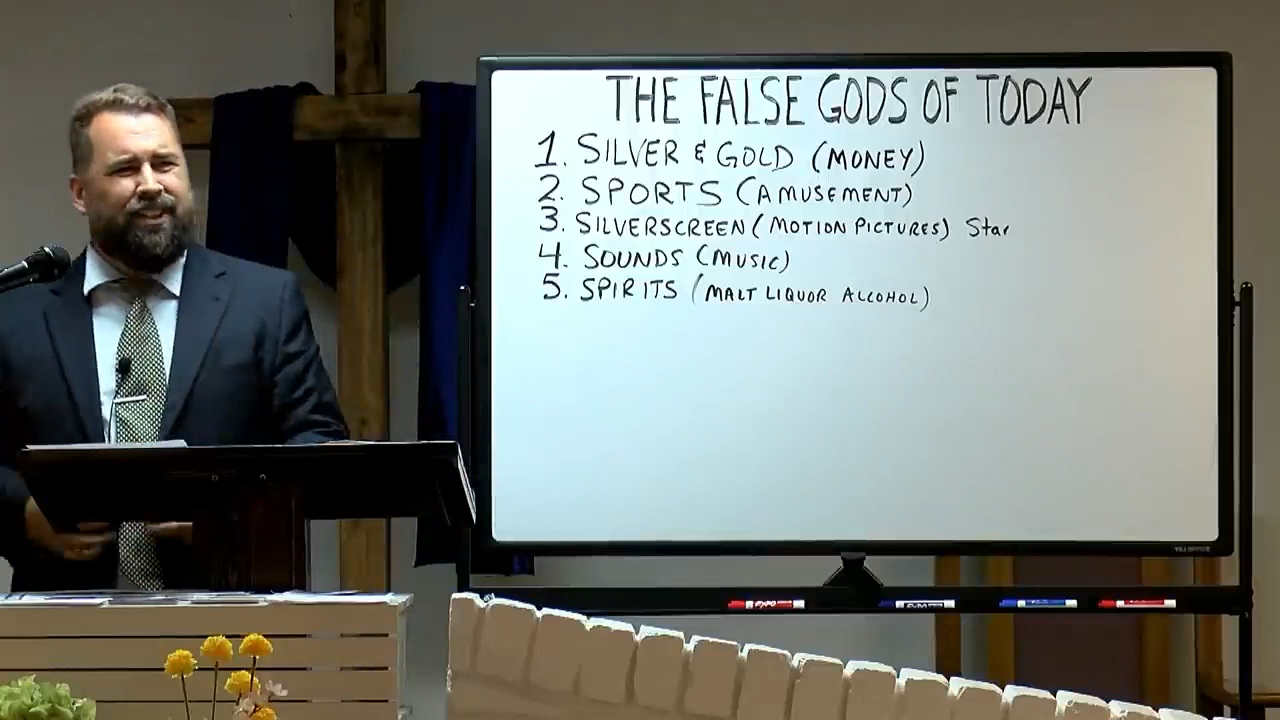 THE FALSE GODS OF TODAY
1. SILVER & GOLD (MONEY)
2. SPORTS (AMUSEMENT)
3. SILVERSCREEN (MOTION PICTURES) Star
4. SOUNDS (MUSIC)
5. SPIRITS (MALT LIQUOR ALCOHOL)
EXPO